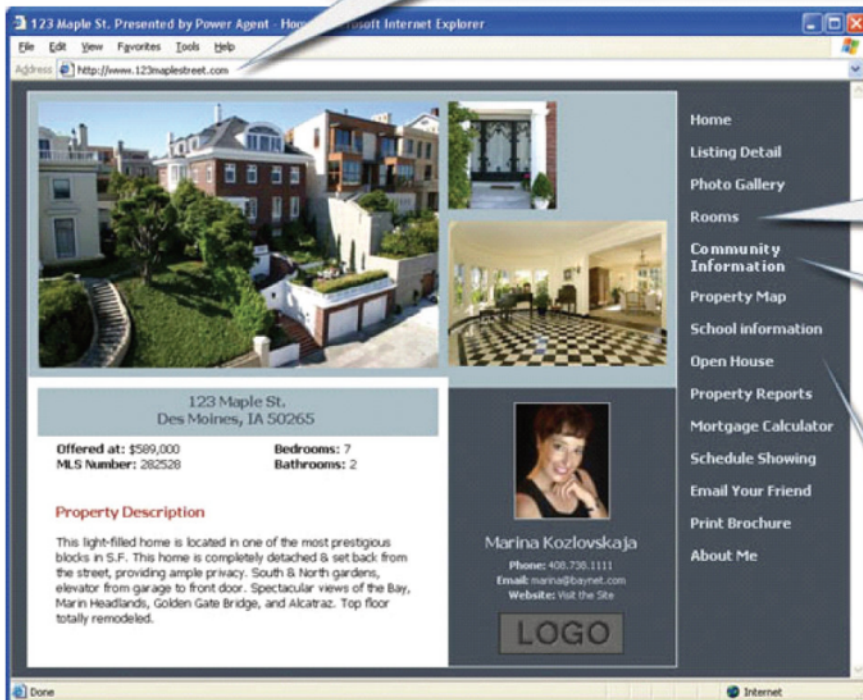 123 Maple St. Presented by Power Agent - Microsoft Internet Explorer
File Edit View Favorites Tools Help
Address http://www.123maplestreet.com
Home
Listing Detail
Photo Gallery
Rooms
Community
Information
Property Map
School information
Open House
Property Reports
Mortgage Calculator
Schedule Showing
Email Your Friend
Print Brochure
About Me
123 Maple St.
Des Moines, IA 50265
Offered at: $589,000 Bedrooms: 7
MLS Number: 282528 Bathrooms: 2
Property Description
This light-filled home is located in one of the most prestigious
blocks in S.F. This home is completely detached & set back from
the street, providing ample privacy. South & North gardens,
elevator from garage to front door. Spectacular views of the Bay,
Marin Headlands, Golden Gate Bridge, and Alcatraz. Top floor
totally remodeled.
Marina Kozlovskaja
Phone: 408.738.1111
Email: marina@baynet.com
Website: Visit the Site
LOGO
Done Internet